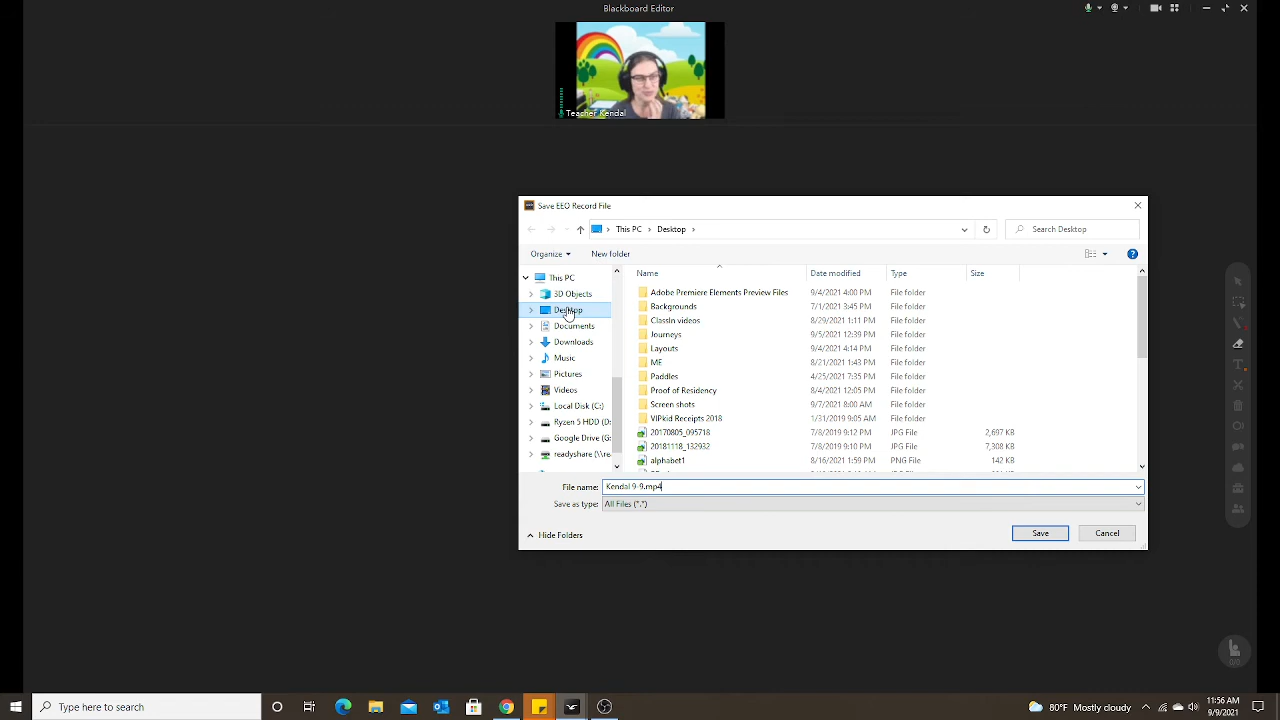 Blackboard Editor
Teacher Kendal
Save EEO Record File
This PC > Desktop >
Search Desktop
Organize
New folder
Name
Date modified
Type
Size
This PC
3D Objects
Desktop
Documents
Downloads
Music
Pictures
Videos
Local Disk (C:)
Ryzen 5 HDD (D:
Google Drive (G:
readyshare (\\re
Adobe Premiere Elements Preview Files 9/4/2021 4:00 PM File folder
Backgrounds 7/1/2021 3:45 PM File folder
ClassIn videos 8/29/2021 1:11 PM File folder
Journeys 9/5/2021 12:39 PM File folder
Layouts 9/4/2021 4:14 PM File folder
ME 8/21/2021 1:43 PM File folder
Paddles 4/25/2021 7:35 PM File folder
Proof of Residency 8/4/2021 12:05 PM File folder
Screen shots 9/7/2021 8:00 AM File folder
VIPkid Receipts 2018 1/31/2019 9:05 AM File folder
20170805_095718 7/8/2019 9:12 PM JPG File 2,697 KB
20181118_132932 7/8/2019 9:10 PM JPG File 7,308 KB
alphabet1 8/16/2021 1:59 PM PNG File 142 KB
File name: Kendal 9-9.mp4
Save as type: All Files (*.*)
Hide Folders
Save
Cancel
0/0
Type here to search
80°F Mostly cloudy
11:56 AM
9/9/2021